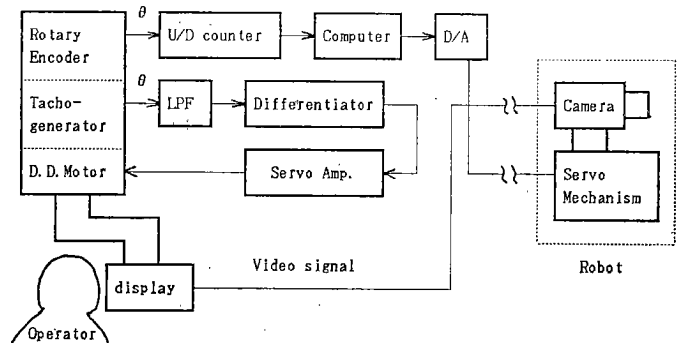 θ
Rotary
Encoder
U/D counter
Computer
D/A
θ
Tacho-
generator
LPF
Differentiator
Camera
D.D.Motor
Servo Amp.
Servo
Mechanism
Video signal
Robot
display
Operator